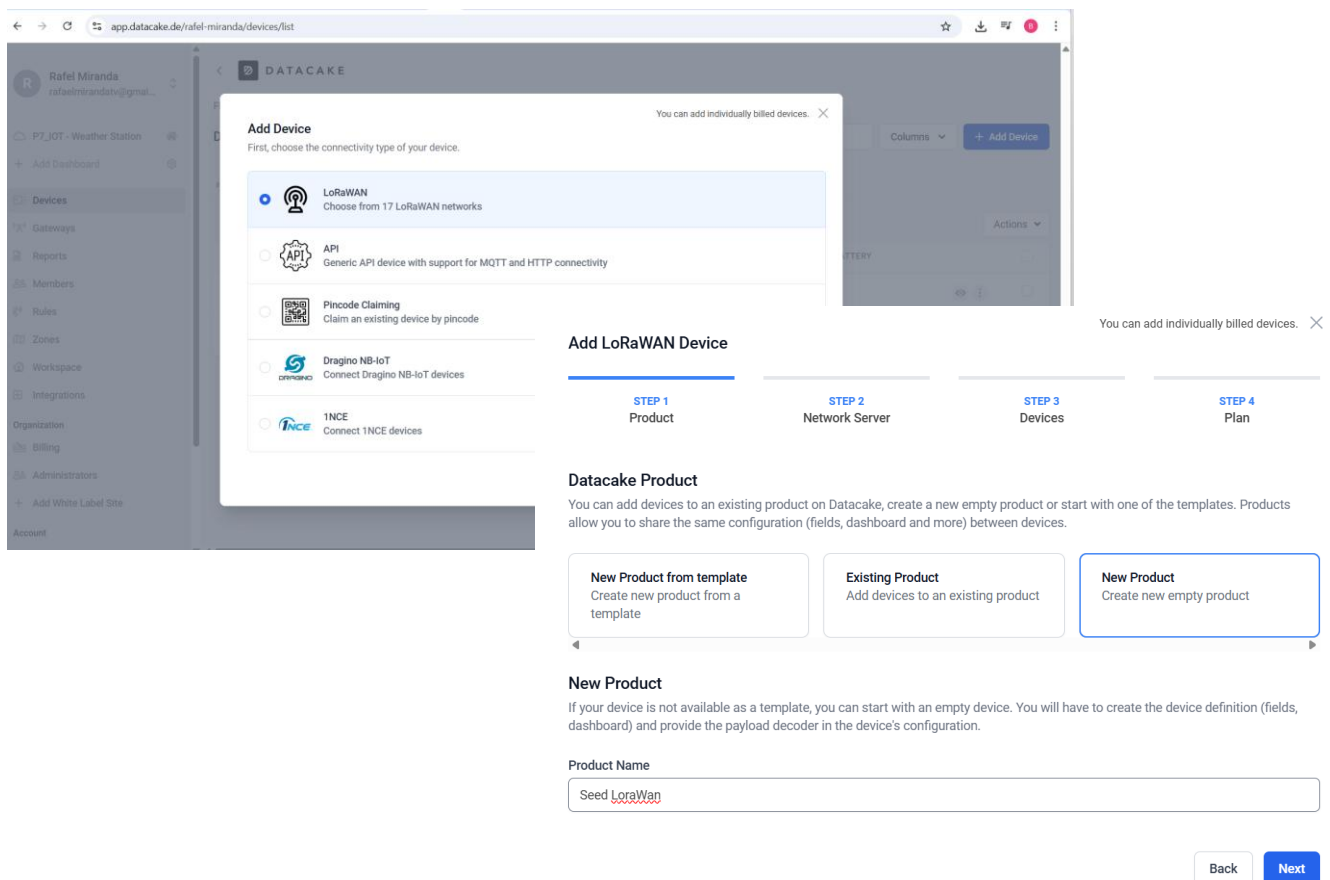 app.datacake.de/rafel-miranda/devices/list
B
R
Rafel Miranda
rafaelmirandatv@gmai...
DATACAKE
P7_IOT - Weather Station
Add Dashboard
Devices
Gateways
Reports
Members
Rules
Zones
Workspace
Integrations
Organization
Billing
Administrators
Add White Label Site
Account
Columns
+ Add Device
Actions
You can add individually billed devices.
Add Device
First, choose the connectivity type of your device.
LoRaWAN
Choose from 17 LoRaWAN networks
API
API
Generic API device with support for MQTT and HTTP connectivity
Pincode Claiming
Claim an existing device by pincode
DRAGINO
Dragino NB-IoT
Connect Dragino NB-IoT devices
1NCE
1NCE
Connect 1NCE devices
You can add individually billed devices.
Add LoRaWAN Device
STEP 1
Product
STEP 2
Network Server
STEP 3
Devices
STEP 4
Plan
Datacake Product
You can add devices to an existing product on Datacake, create a new empty product or start with one of the templates. Products
allow you to share the same configuration (fields, dashboard and more) between devices.
New Product from template
Create new product from a
template
Existing Product
Add devices to an existing product
New Product
Create new empty product
New Product
If your device is not available as a template, you can start with an empty device. You will have to create the device definition (fields,
dashboard) and provide the payload decoder in the device's configuration.
Product Name
Seed LoraWan
Back
Next